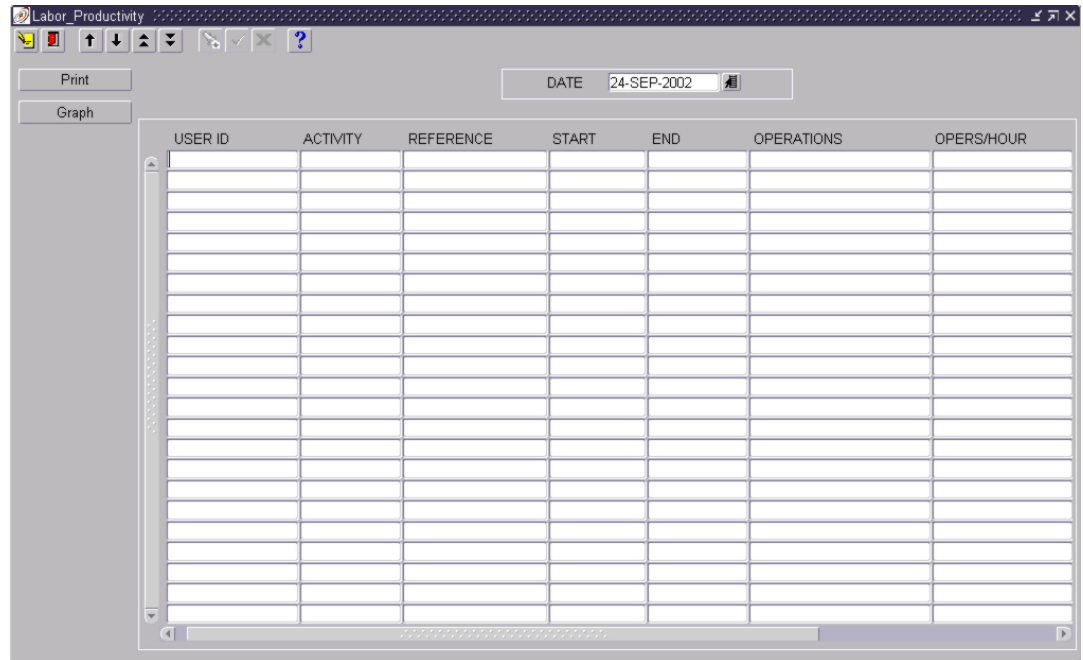 Labor_Productivity
?
Print
DATE 24-SEP-2002
Graph
USER ID ACTIVITY REFERENCE START END OPERATIONS OPERS/HOUR